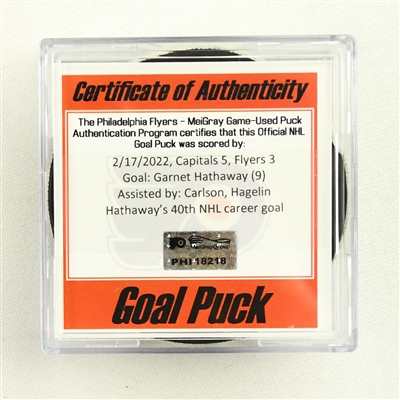 Certificate of Authenticity
The Philadelphia Flyers - MeiGray Game-Used Puck
Authentication Program certifies that this Official NHL
Goal Puck was scored by:
2/17/2022, Capitals 5, Flyers 3
Goal: Garnet Hathaway (9)
Assisted by: Carlson, Hagelin
Hathaway's 40th NHL career goal
MeiGrayGroup
PHI18218
Goal Puck